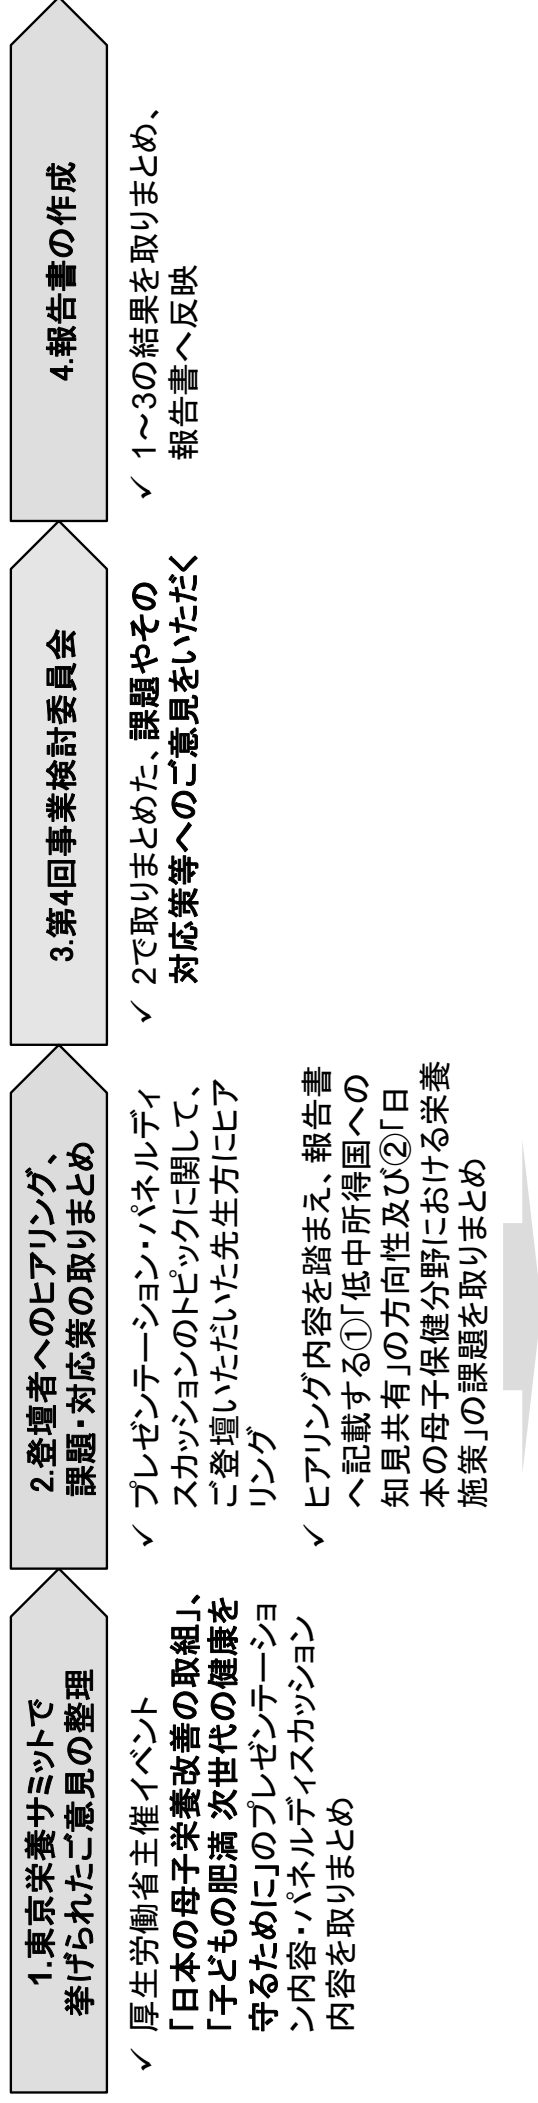 1.東京栄養サミットで
挙げられたご意見の整理
✓ 厚生労働省主催イベント
「日本の母子栄養改善の取組」、
「子どもの肥満 次世代の健康を
守るために」のプレゼンテーショ
ン内容・パネルディスカッション
内容を取りまとめ
2.登壇者へのヒアリング、
課題・対応策の取りまとめ
✓ プレゼンテーション・パネルディ
スカッションのトピックに関して、
ご登壇いただいた先生方にヒア
リング
✓ ヒアリング内容を踏まえ、報告書
へ記載する①「低中所得国への
知見共有」の方向性及び②「日
本の母子保健分野における栄養
施策」の課題を取りまとめ
3.第4回事業検討委員会
✓ 2で取りまとめた、課題やその
対応策等へのご意見をいただく
4.報告書の作成
✓ 1～3の結果を取りまとめ、
報告書へ反映